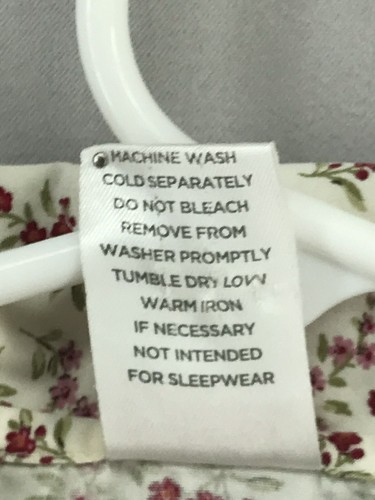 MACHINE WASH
COLD SEPARATELY
DO NOT BLEACH
REMOVE FROM
WASHER PROMPTLY
TUMBLE DRY LOW
WARM IRON
IF NECESSARY
NOT INTENDED
FOR SLEEPWEAR